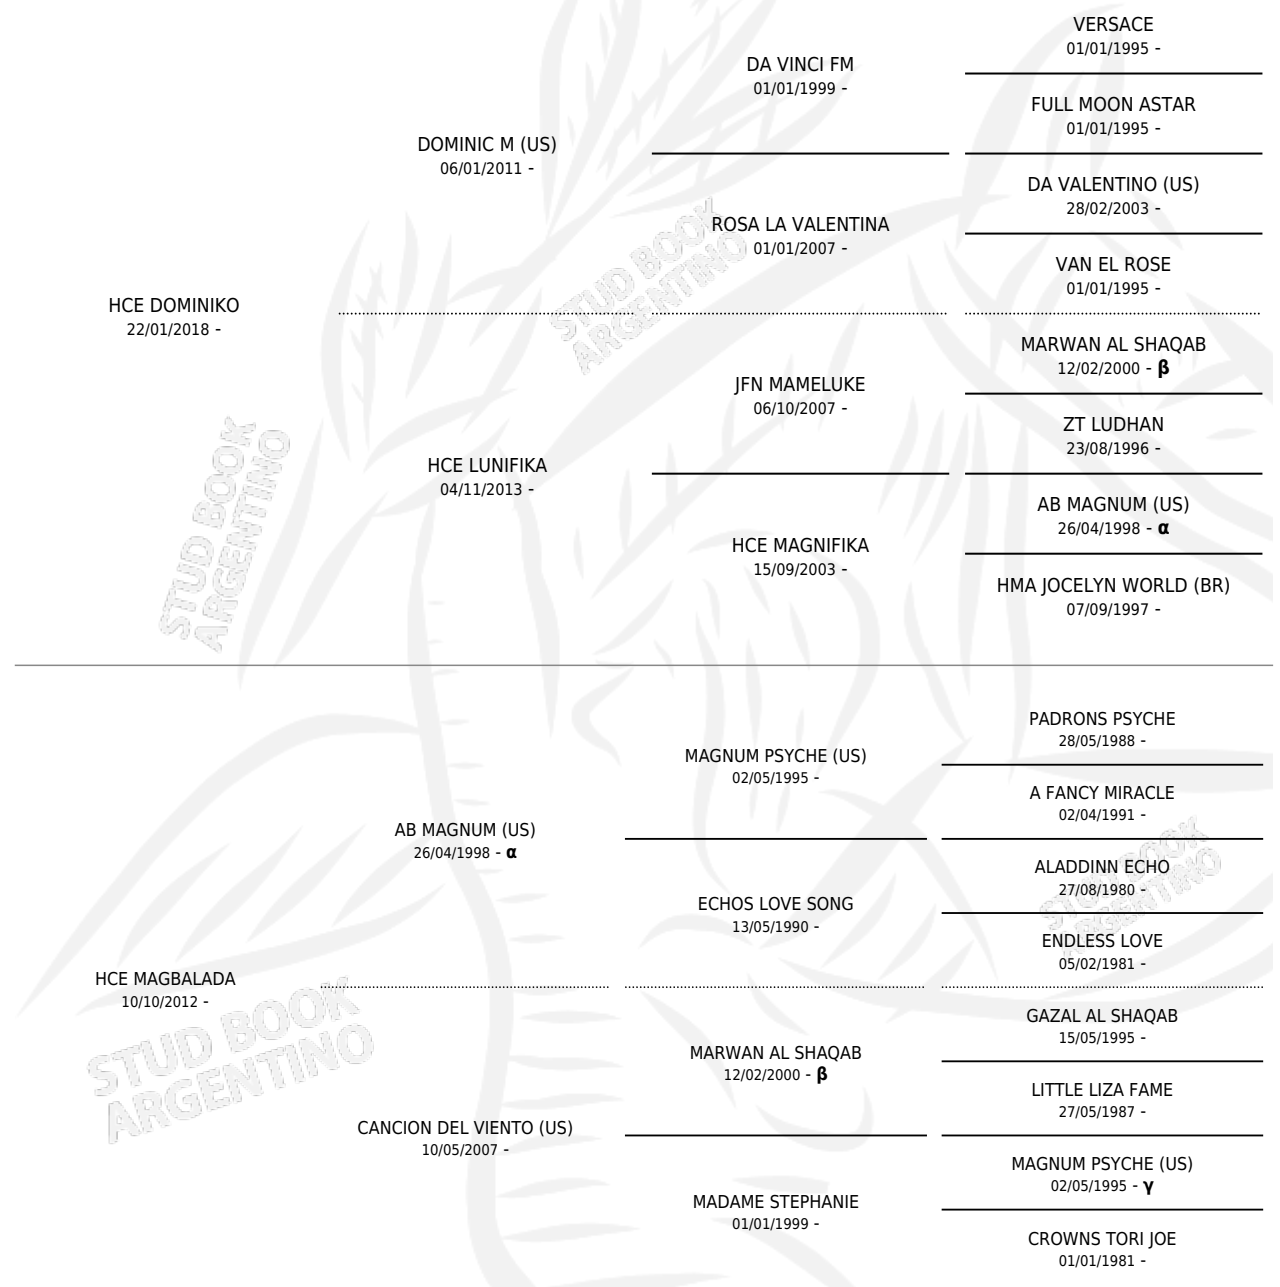 VERSACE
01/01/1995 -
DA VINCI FM
01/01/1999 -
FULL MOON ASTAR
01/01/1995 -
DOMINIC M (US)
06/01/2011 -
DA VALENTINO (US)
28/02/2003 -
ROSA LA VALENTINA
01/01/2007 -
VAN EL ROSE
01/01/1995 -
HCE DOMINIKO
22/01/2018 -
MARWAN AL SHAQAB
12/02/2000 - β
JFN MAMELUKE
06/10/2007 -
ZT LUDHAN
23/08/1996 -
HCE LUNIFIKA
04/11/2013 -
AB MAGNUM (US)
26/04/1998 - α
HCE MAGNIFIKA
15/09/2003 -
HMA JOCELYN WORLD (BR)
07/09/1997 -
PADRONS PSYCHE
28/05/1988 -
MAGNUM PSYCHE (US)
02/05/1995 -
A FANCY MIRACLE
02/04/1991 -
AB MAGNUM (US)
26/04/1998 - α
ALADDINN ECHO
27/08/1980 -
ECHOS LOVE SONG
13/05/1990 -
ENDLESS LOVE
05/02/1981 -
HCE MAGBALADA
10/10/2012 -
GAZAL AL SHAQAB
15/05/1995 -
MARWAN AL SHAQAB
12/02/2000 - β
LITTLE LIZA FAME
27/05/1987 -
CANCION DEL VIENTO (US)
10/05/2007 -
MAGNUM PSYCHE (US)
02/05/1995 - γ
MADAME STEPHANIE
01/01/1999 -
CROWNS TORI JOE
01/01/1981 -
STUD BOOK
ARGENTINO
STUD BOOK
ARGENTINO
STUD BOOK
ARGENTINO
STUD BOOK
ARGENTINO